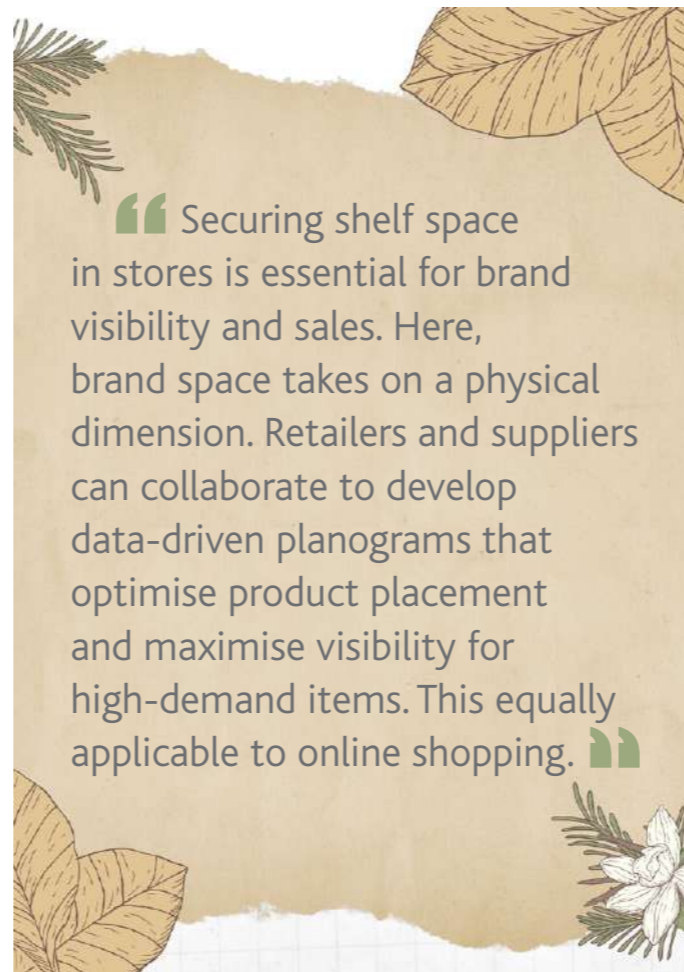 “ Securing shelf space
in stores is essential for brand
visibility and sales. Here,
brand space takes on a physical
dimension. Retailers and suppliers
can collaborate to develop
data-driven planograms that
optimise product placement
and maximise visibility for
high-demand items. This equally
applicable to online shopping. ”